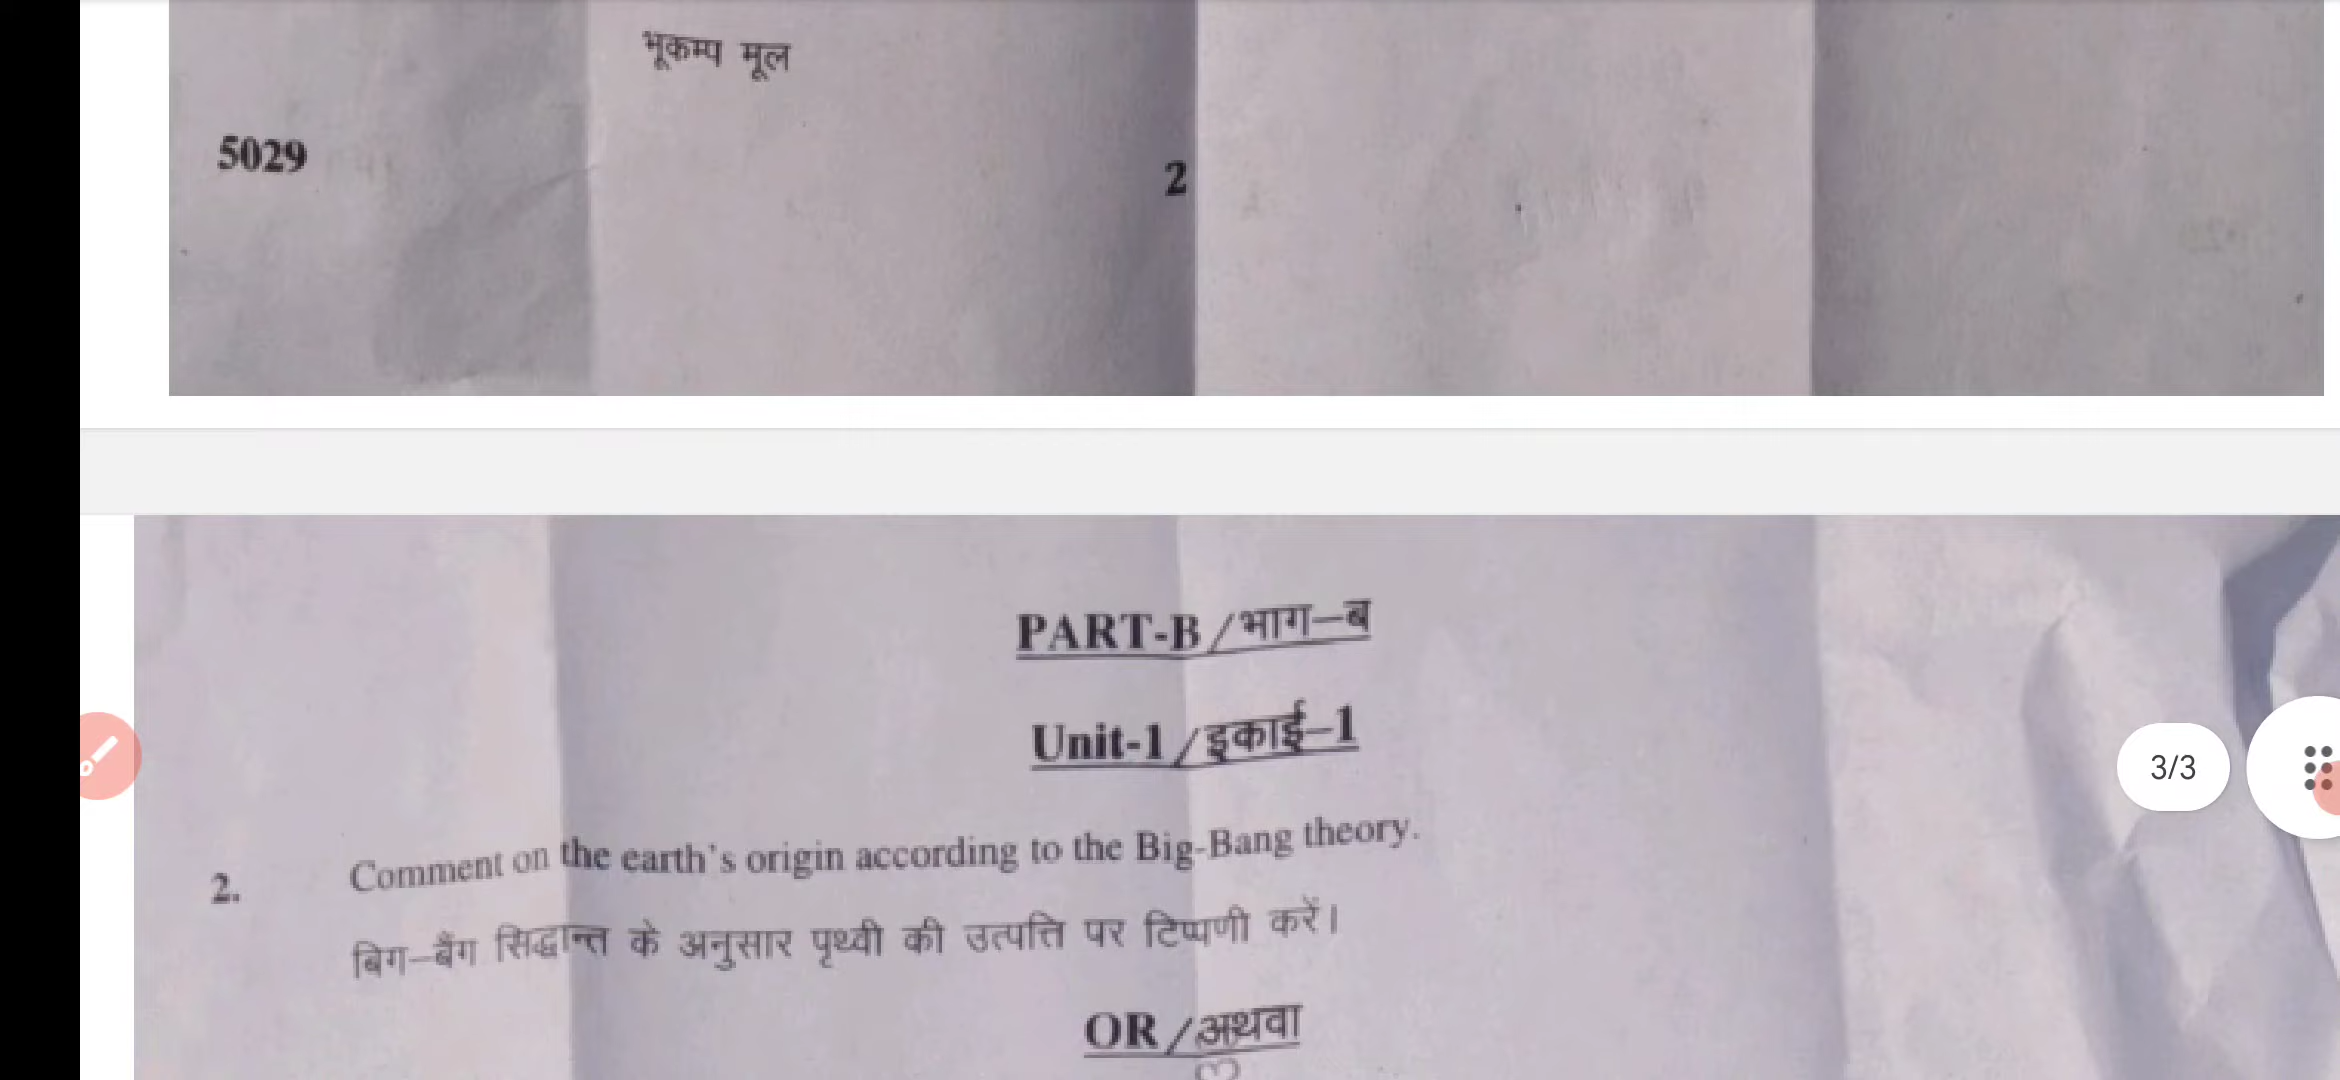 भूकम्प मूल
5029
2
PART-B/भाग–ब
Unit-1/इकाई–1
3/3
2. Comment on the earth's origin according to the Big-Bang theory.
बिग–बैंग सिद्धान्त के अनुसार पृथ्वी की उत्पत्ति पर टिप्पणी करें।
OR/अथवा